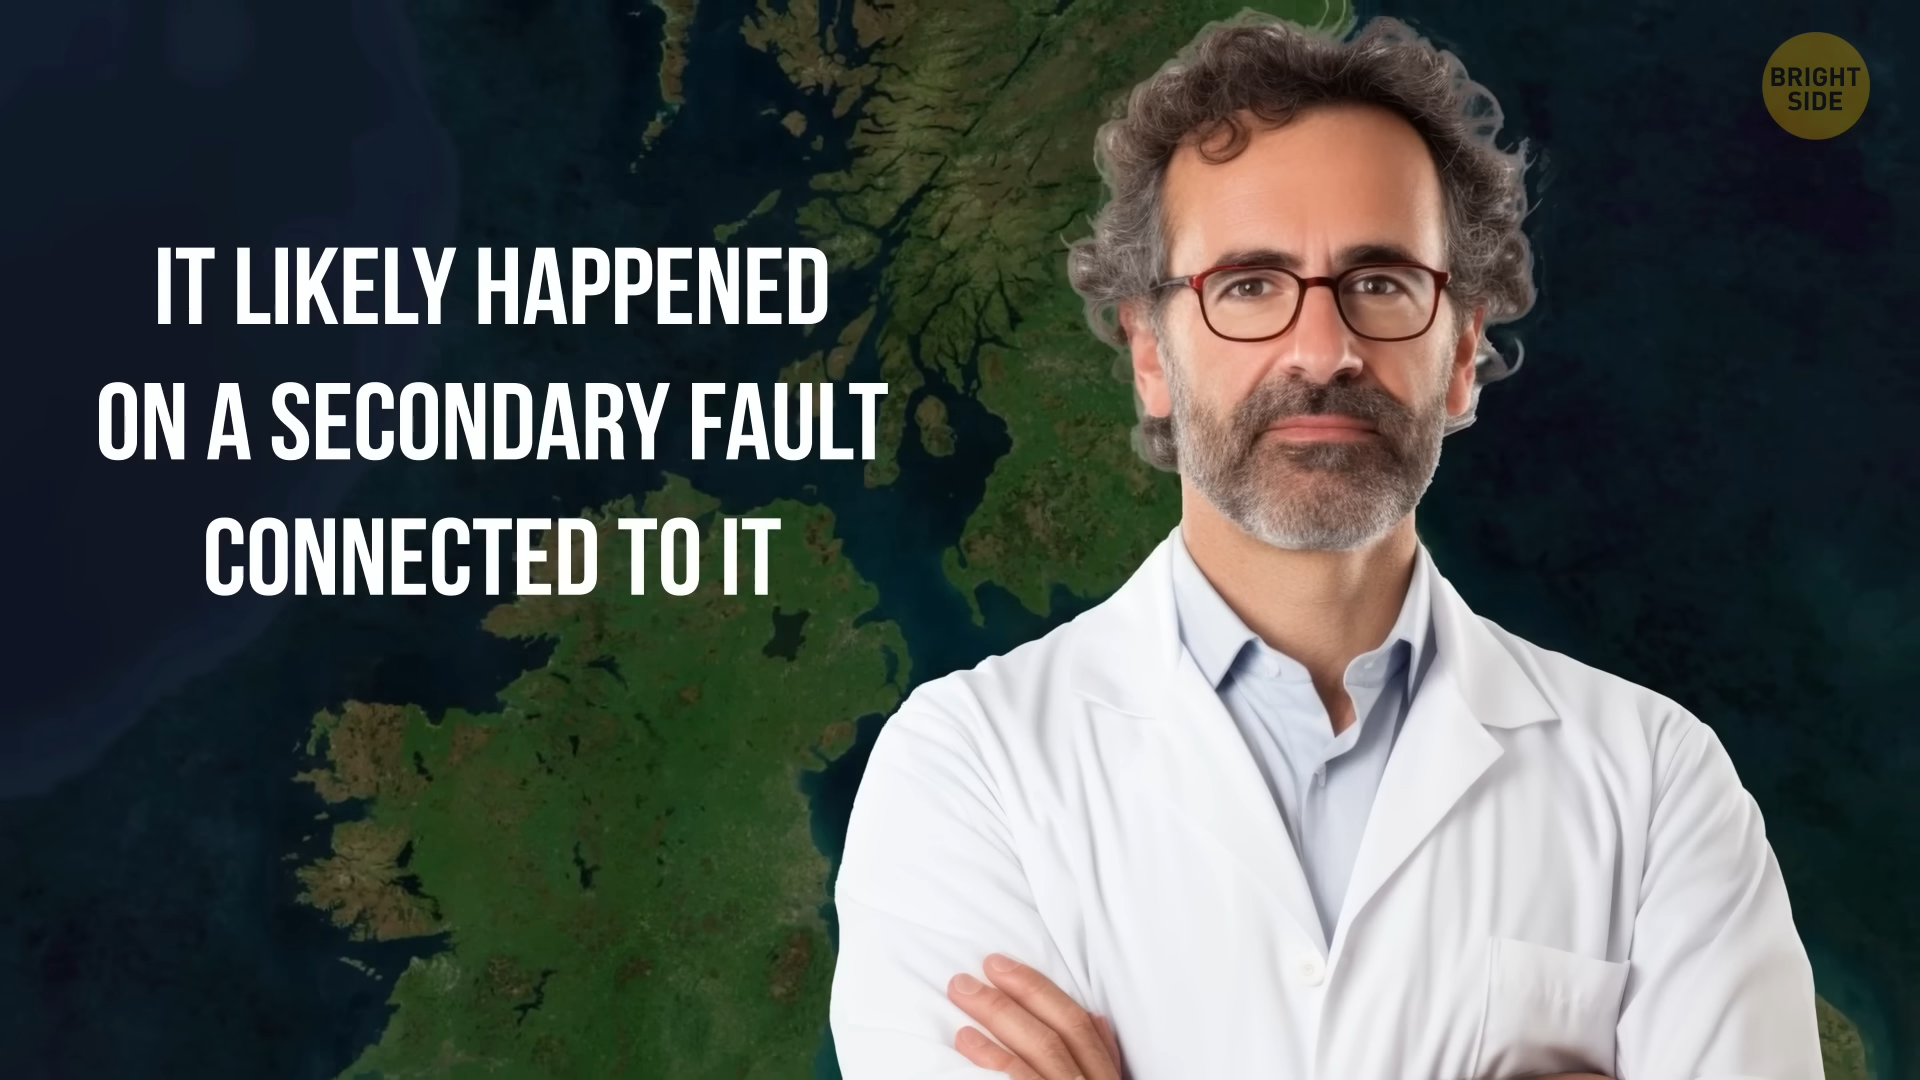 BRIGHT
SIDE
IT LIKELY HAPPENED
ON A SECONDARY FAULT
CONNECTED TO IT